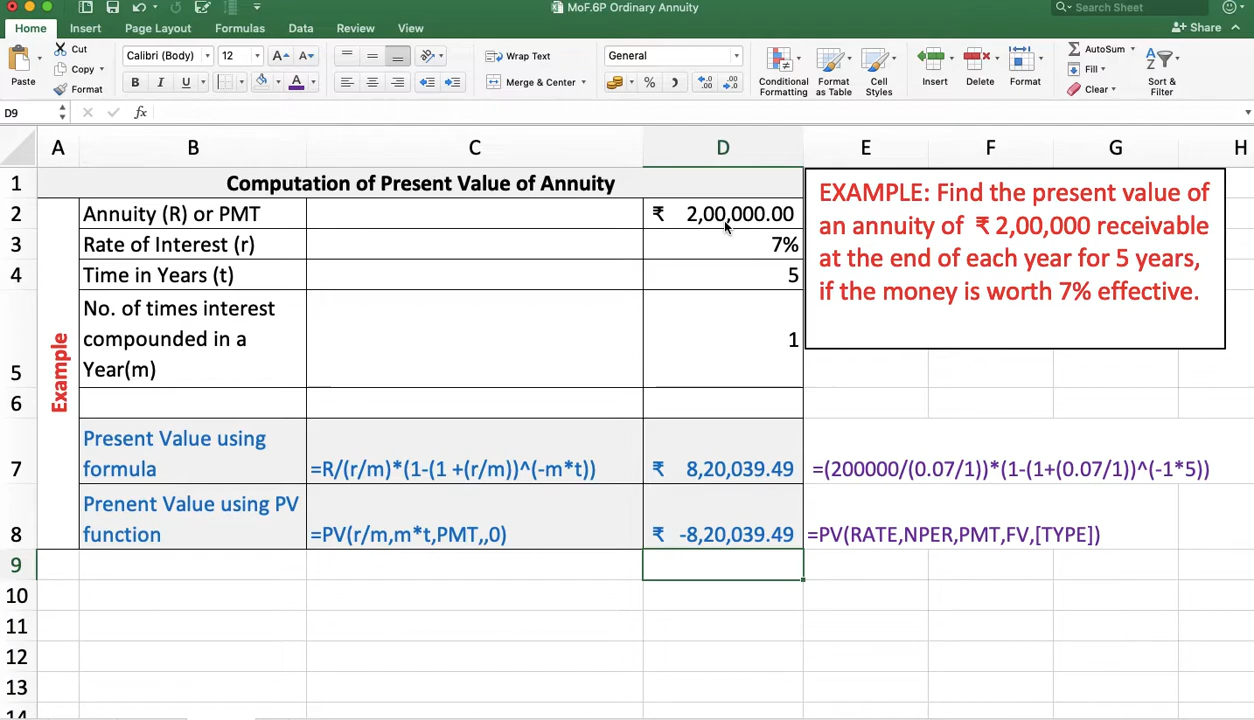 MoF.6P Ordinary Annuity
Search Sheet
Home Insert Page Layout Formulas Data Review View
Share
Paste
Cut
Copy
Format
Calibri (Body) 12
B I U
Wrap Text
Merge & Center
General
Conditional Formatting
Format as Table
Cell Styles
Insert
Delete
Format
AutoSum
Fill
Clear
Sort & Filter
D9
fx
A B C D E F G H
1 Computation of Present Value of Annuity
2 Annuity (R) or PMT ₹ 2,00,000.00
3 Rate of Interest (r) 7%
4 Time in Years (t) 5
No. of times interest
compounded in a 1
5 Year(m)
6
Present Value using
7 formula =R/(r/m)*(1-(1 +(r/m))^(-m*t)) ₹ 8,20,039.49 =(200000/(0.07/1))*(1-(1+(0.07/1))^(-1*5))
Prenent Value using PV
8 function =PV(r/m,m*t,PMT,,0) ₹ -8,20,039.49 =PV(RATE,NPER,PMT,FV,[TYPE])
9
10
11
12
13
14
Example
EXAMPLE: Find the present value of
an annuity of ₹ 2,00,000 receivable
at the end of each year for 5 years,
if the money is worth 7% effective.